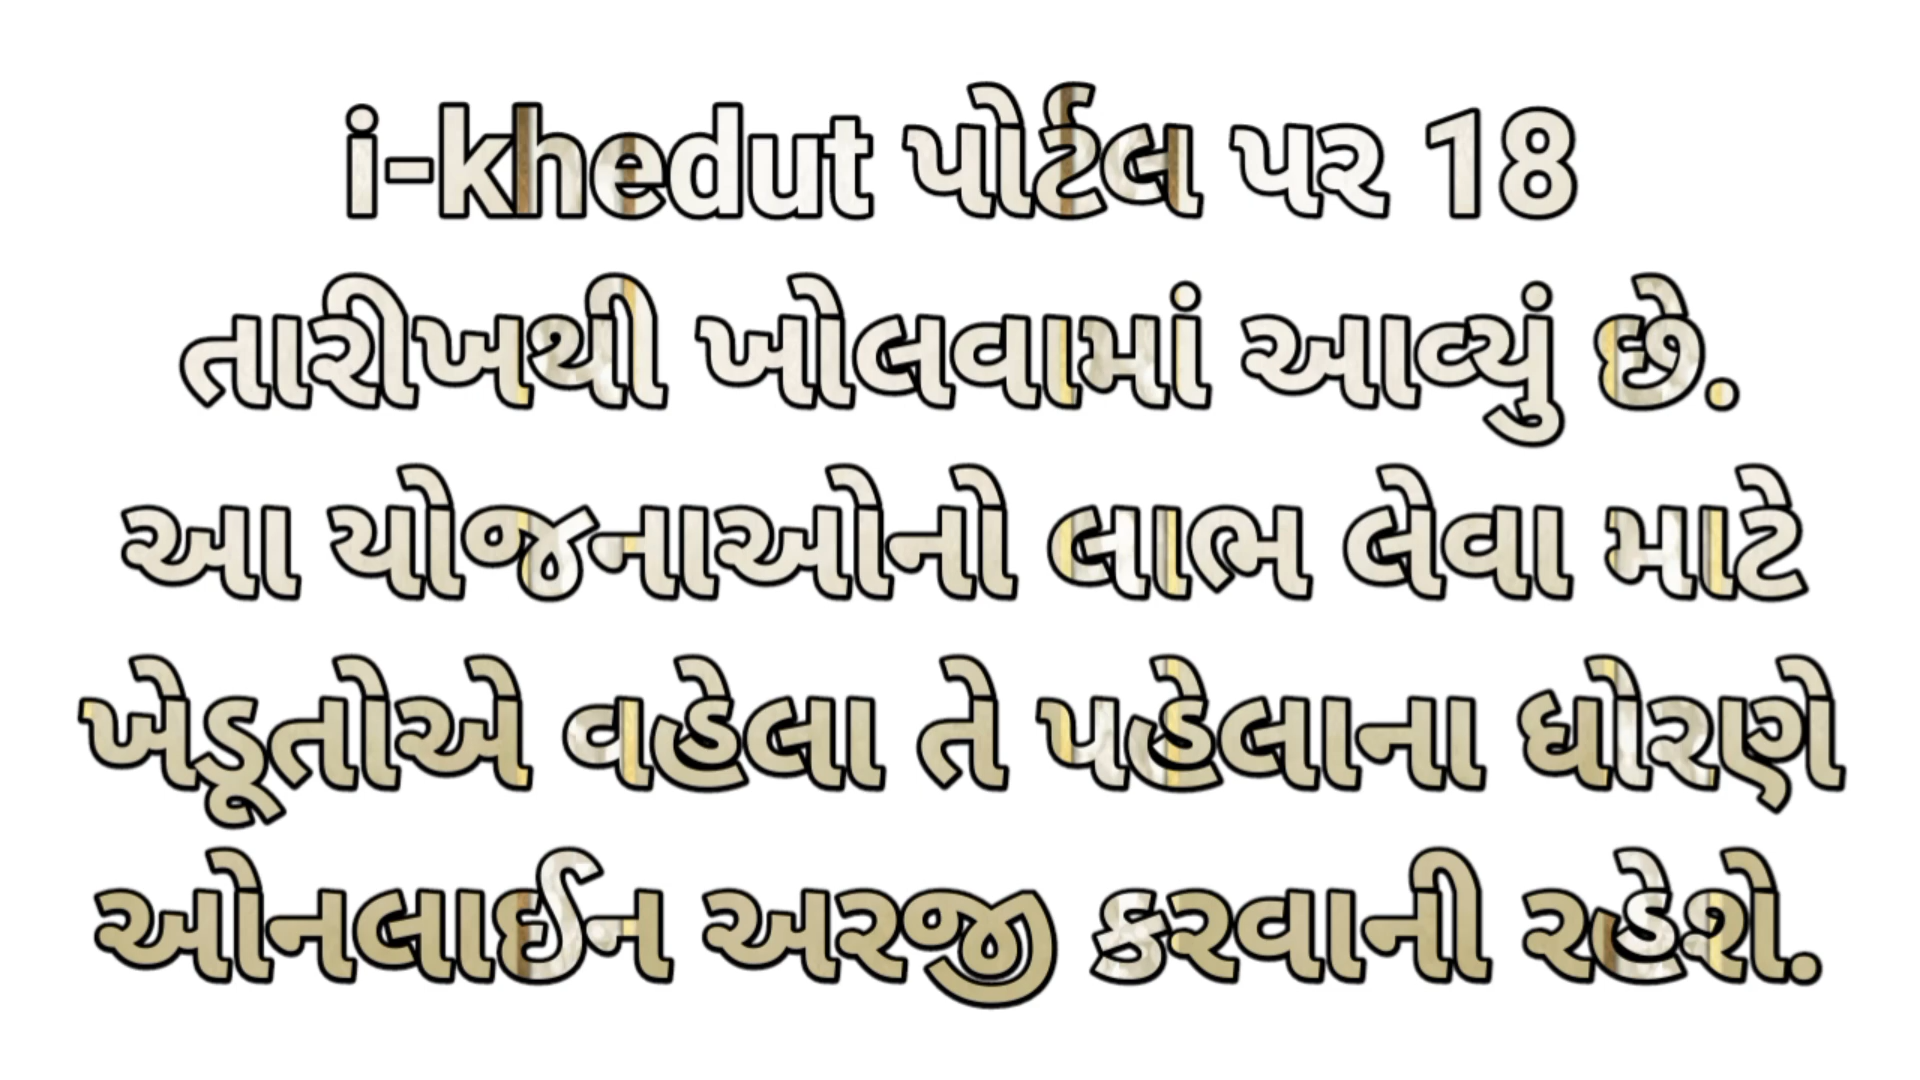 i-khedut પોર્ટલ પર 18
તારીખથી ખોલવામાં આવ્યું છે.
આ યોજનાઓનો લાભ લેવા માટે
ખેડૂતોએ વહેલા તે પહેલાના ધોરણે
ઓનલાઈન અરજી કરવાની રહેશે.